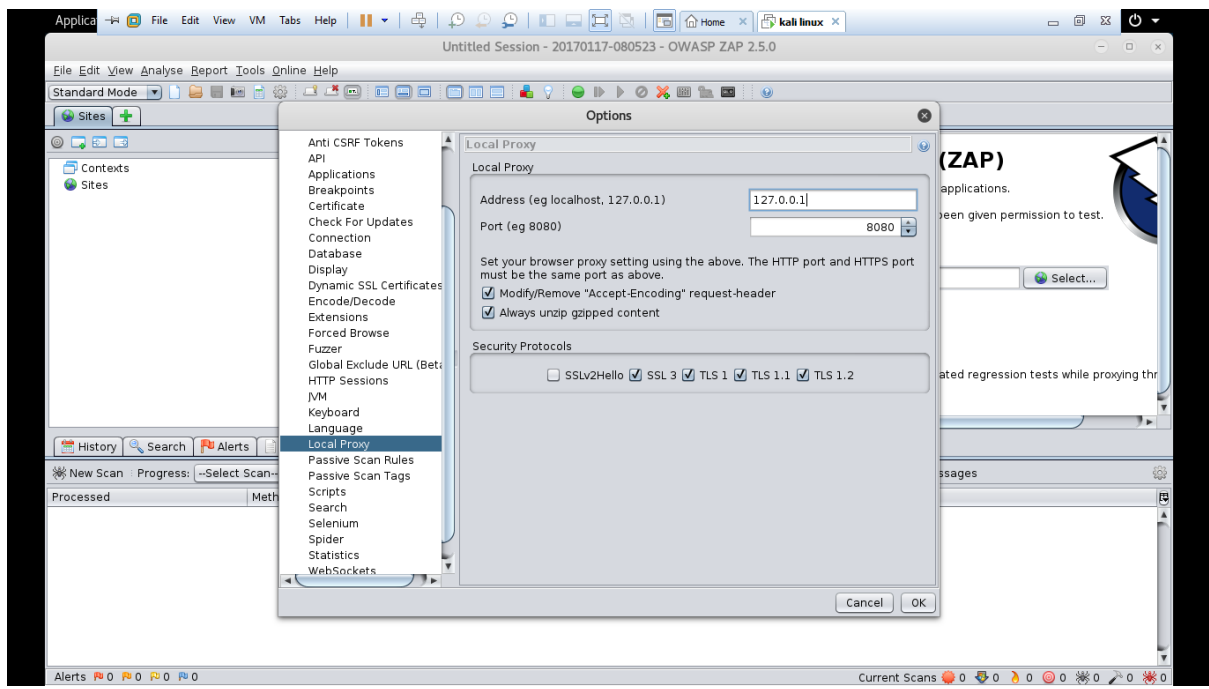 Applica File Edit View VM Tabs Help Home × kali linux ×
Untitled Session - 20170117-080523 - OWASP ZAP 2.5.0
File Edit View Analyse Report Tools Online Help
Standard Mode
Sites
Contexts
Sites
Options
Anti CSRF Tokens
API
Applications
Breakpoints
Certificate
Check For Updates
Connection
Database
Display
Dynamic SSL Certificates
Encode/Decode
Extensions
Forced Browse
Fuzzer
Global Exclude URL (Beta
HTTP Sessions
JVM
Keyboard
Language
Local Proxy
Passive Scan Rules
Passive Scan Tags
Scripts
Search
Selenium
Spider
Statistics
WebSockets
Local Proxy
Local Proxy
Address (eg localhost, 127.0.0.1) 127.0.0.1
Port (eg 8080) 8080
Set your browser proxy setting using the above. The HTTP port and HTTPS port
must be the same port as above.
Modify/Remove "Accept-Encoding" request-header
Always unzip gzipped content
Security Protocols
SSLv2Hello SSL 3 TLS 1 TLS 1.1 TLS 1.2
Cancel OK
(ZAP)
applications.
been given permission to test.
Select...
ated regression tests while proxying thr
History Search Alerts
New Scan Progress: --Select Scan-- ssages
Processed Meth
Alerts 0 0 0 0 Current Scans 0 0 0 0 0 0 0